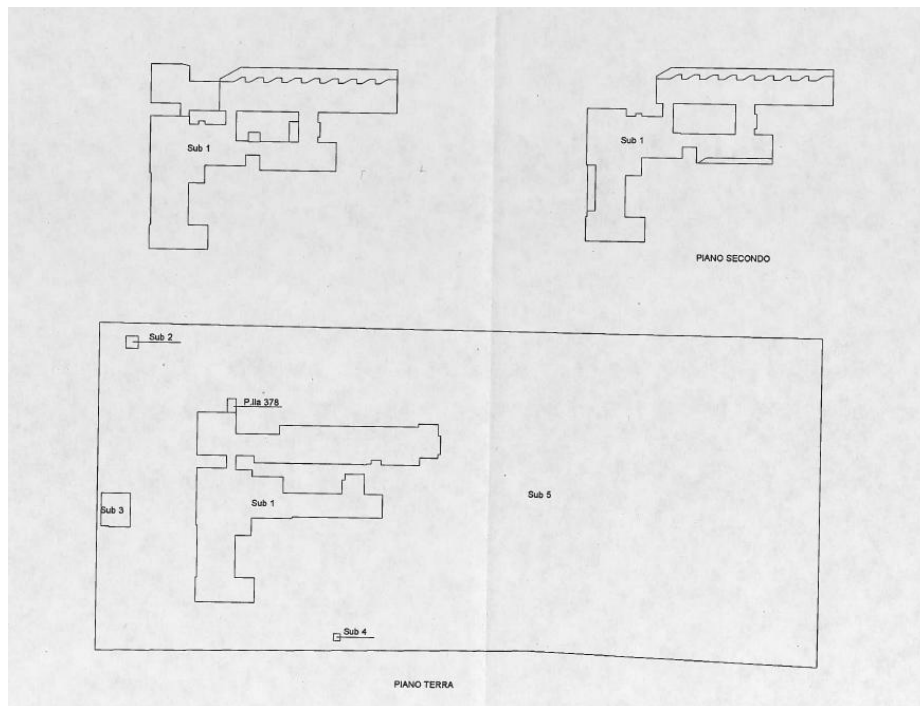 Sub 1
Sub 1
PIANO SECONDO
Sub 2
P.lla 378
Sub 3
Sub 1
Sub 5
Sub 4
PIANO TERRA